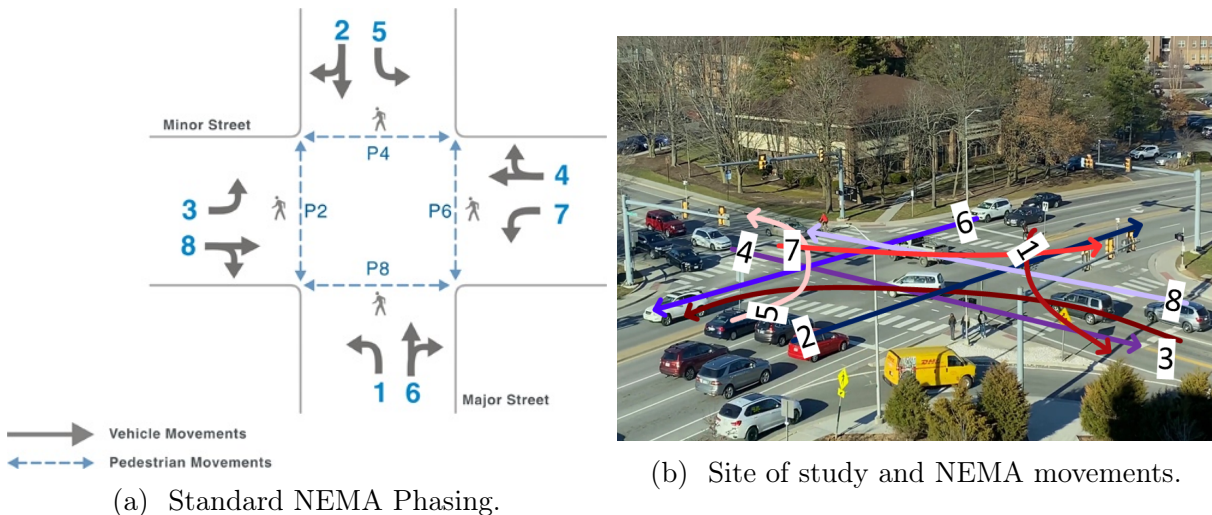 2 5
Minor Street
P4
4
3
P2 P6
7
8
P8
1 6
Major Street
Vehicle Movements
Pedestrian Movements
(a) Standard NEMA Phasing.
6
4 7 1
8
5
2
3
DHL
(b) Site of study and NEMA movements.